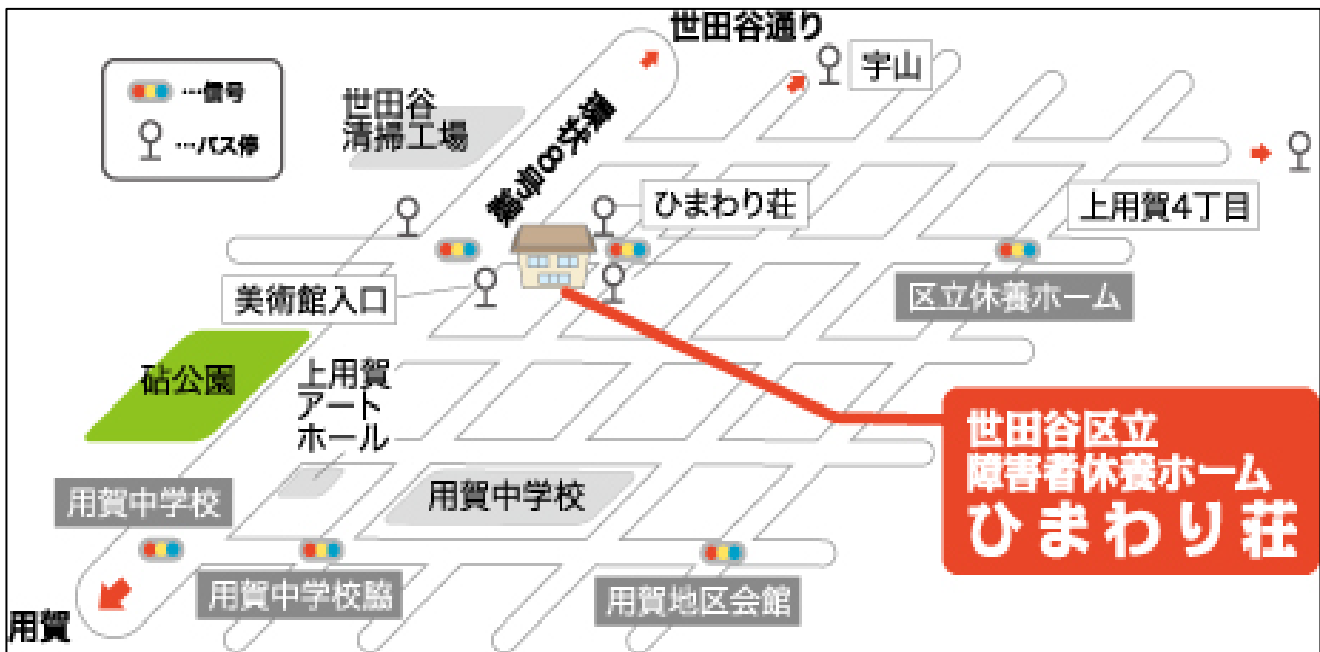 世田谷通り
宇山
…信号
…バス停
世田谷
清掃工場
環状8号線
ひまわり荘
上用賀4丁目
美術館入口
区立休養ホーム
砧公園
上用賀
アート
ホール
世田谷区立
障害者休養ホーム
ひまわり荘
用賀中学校
用賀中学校
用賀中学校脇
用賀地区会館
用賀